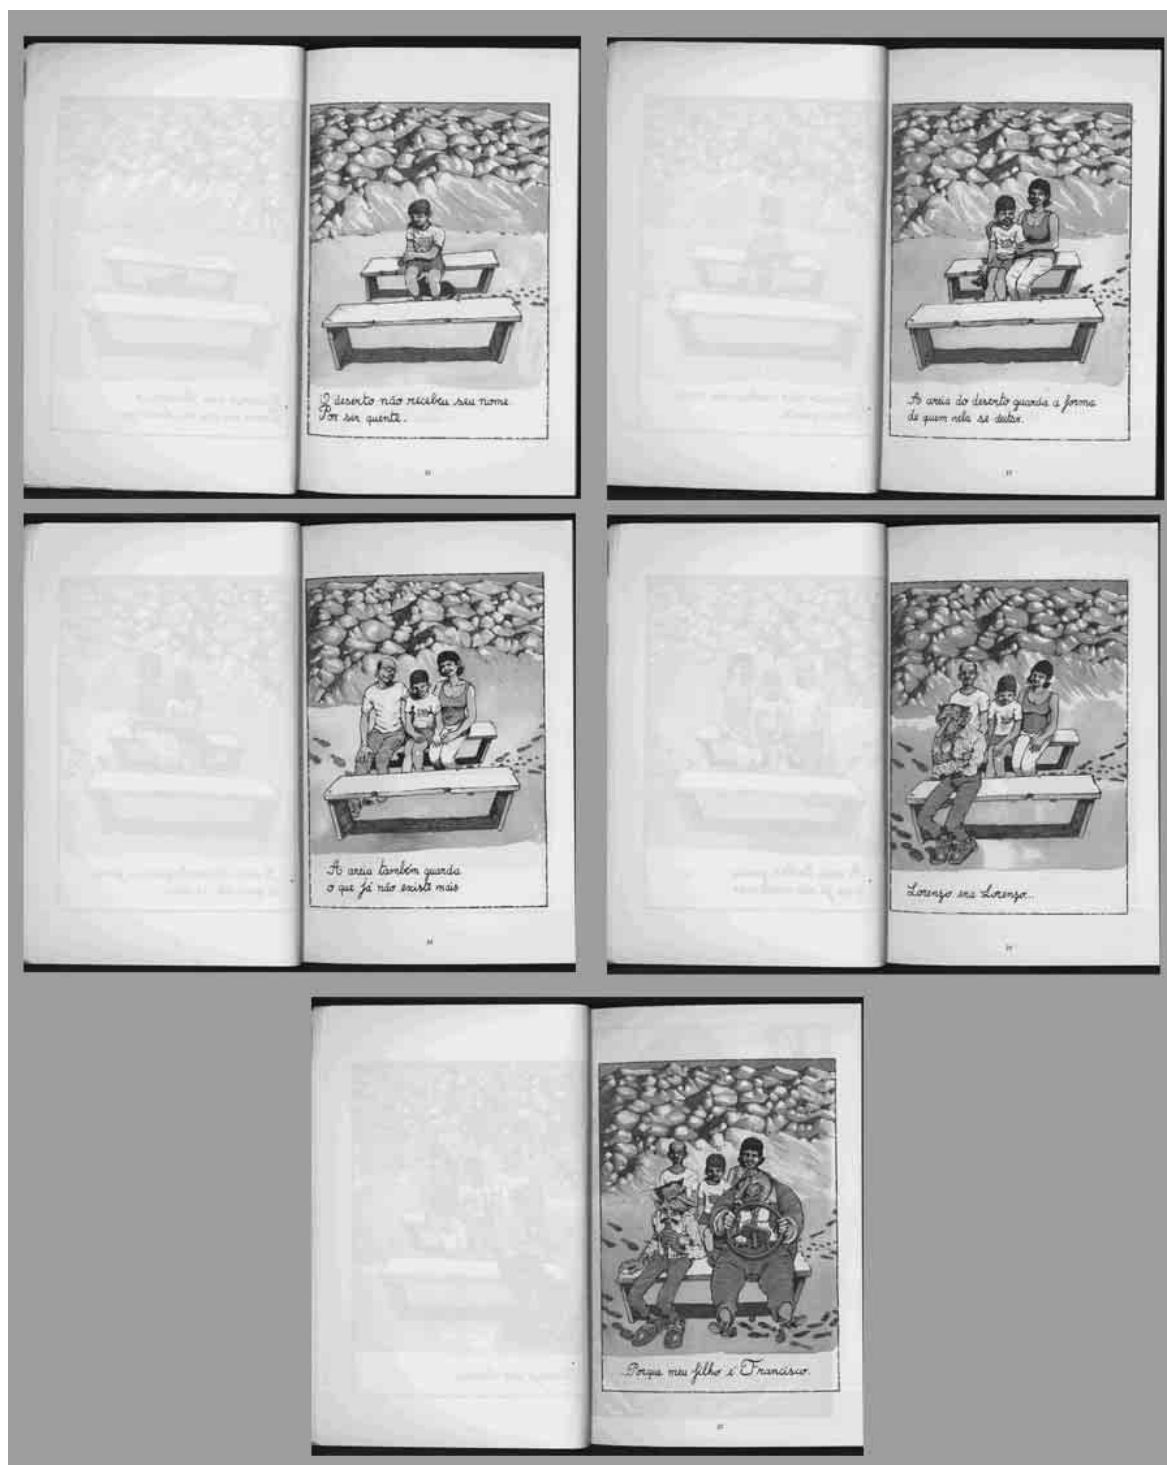 O deserto não recebeu seu nome
Por ser quente.
A areia do deserto guarda a forma
de quem nela se deitar.
A areia também guarda
o que já não existe mais
Lorenzo era Lorenzo...
...Porque meu filho é Francisco.